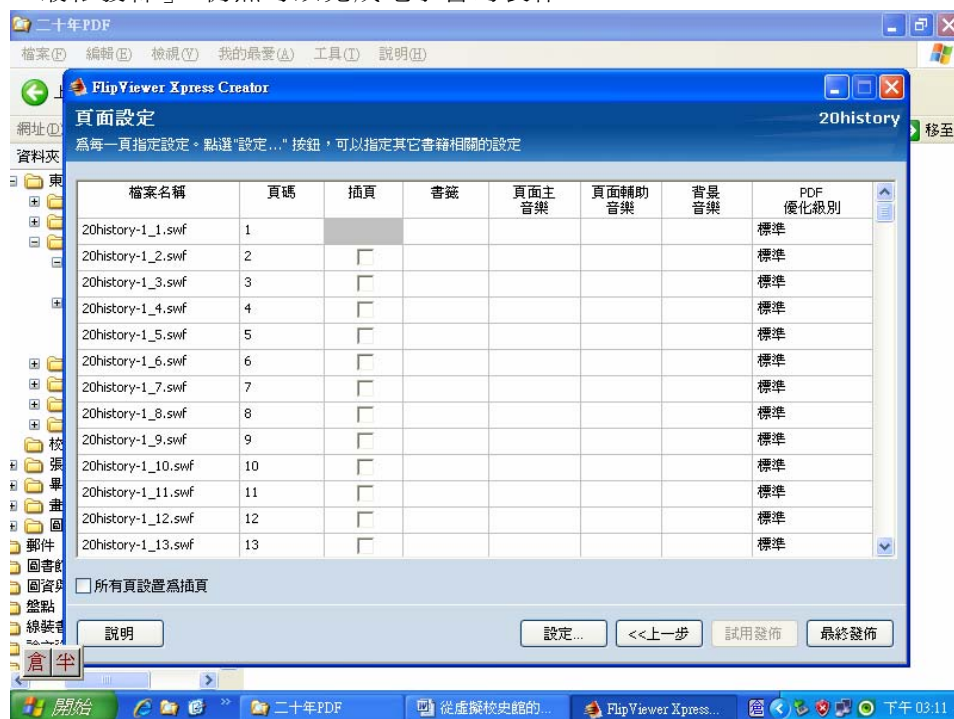 二十年PDF
檔案(F) 編輯(E) 檢視(V) 我的最愛(A) 工具(T) 說明(H)
網址(D)
移至
資料夾
FlipViewer Xpress Creator
頁面設定
20history
為每一頁指定設定。點選"設定..." 按鈕，可以指定其它書籍相關的設定
檔案名稱 頁碼 插頁 書籤 頁面主音樂 頁面輔助音樂 背景音樂 PDF優化級別
20history-1_1.swf 1 標準
20history-1_2.swf 2 標準
20history-1_3.swf 3 標準
20history-1_4.swf 4 標準
20history-1_5.swf 5 標準
20history-1_6.swf 6 標準
20history-1_7.swf 7 標準
20history-1_8.swf 8 標準
20history-1_9.swf 9 標準
20history-1_10.swf 10 標準
20history-1_11.swf 11 標準
20history-1_12.swf 12 標準
20history-1_13.swf 13 標準
所有頁設置為插頁
說明 設定... <<上一步 試用發佈 最終發佈
東
校
張
畢
畫
圖
郵件
圖書館
圖資與
盤點
線裝書
倉 半
開始 二十年PDF 從虛擬校史館的... FlipViewer Xpress... 下午 03:11